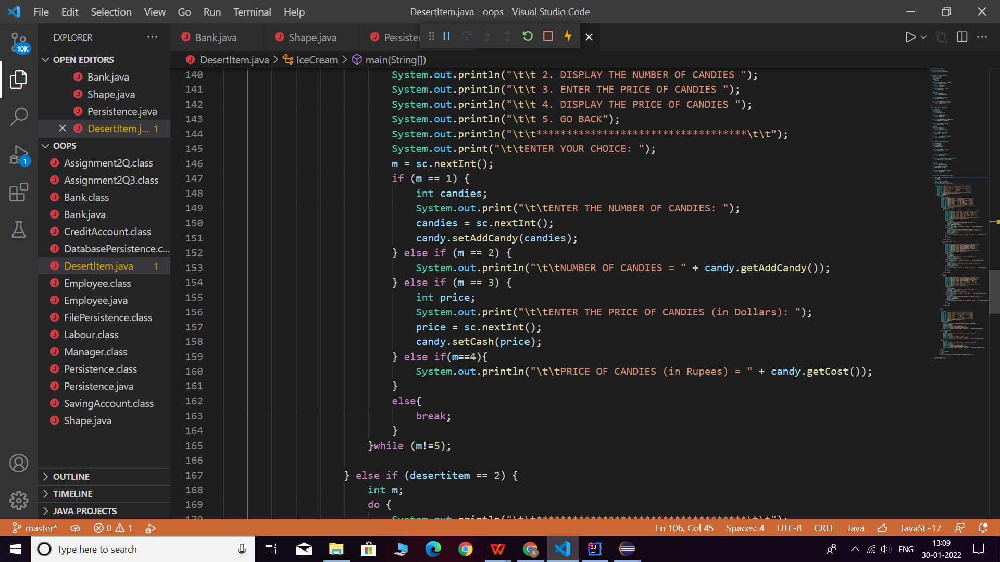 File Edit Selection View Go Run Terminal Help
DesertItem.java - oops - Visual Studio Code
10K
1
EXPLORER
OPEN EDITORS
Bank.java
Shape.java
Persistence.java
DesertItem.j... 1
OOPS
Assignment2Q.class
Assignment2Q3.class
Bank.class
Bank.java
CreditAccount.class
DatabasePersistence.c...
DesertItem.java 1
Employee.class
Employee.java
FilePersistence.class
Labour.class
Manager.class
Persistence.class
Persistence.java
SavingAccount.class
Shape.java
OUTLINE
TIMELINE
JAVA PROJECTS
Bank.java Shape.java Persister
DesertItem.java > IceCream > main(String[])
140 System.out.println("\t\t 2. DISPLAY THE NUMBER OF CANDIES ");
141 System.out.println("\t\t 3. ENTER THE PRICE OF CANDIES ");
142 System.out.println("\t\t 4. DISPLAY THE PRICE OF CANDIES ");
143 System.out.println("\t\t 5. GO BACK");
144 System.out.println("\t\t***********************************\t\t");
145 System.out.print("\t\tENTER YOUR CHOICE: ");
146 m = sc.nextInt();
147 if (m == 1) {
148 int candies;
149 System.out.print("\t\tENTER THE NUMBER OF CANDIES: ");
150 candies = sc.nextInt();
151 candy.setAddCandy(candies);
152 } else if (m == 2) {
153 System.out.println("\t\tNUMBER OF CANDIES = " + candy.getAddCandy());
154 } else if (m == 3) {
155 int price;
156 System.out.print("\t\tENTER THE PRICE OF CANDIES (in Dollars): ");
157 price = sc.nextInt();
158 candy.setCash(price);
159 } else if(m==4){
160 System.out.println("\t\tPRICE OF CANDIES (in Rupees) = " + candy.getCost());
161 }
162 else{
163 break;
164 }
165 }while (m!=5);
166
167 } else if (desertitem == 2) {
168 int m;
169 do {
170 System.out.println("\t\t***********************************\t\t");
master* 0 1 Ln 106, Col 45 Spaces: 4 UTF-8 CRLF Java JavaSE-17
Type here to search
ENG
13:09
30-01-2022